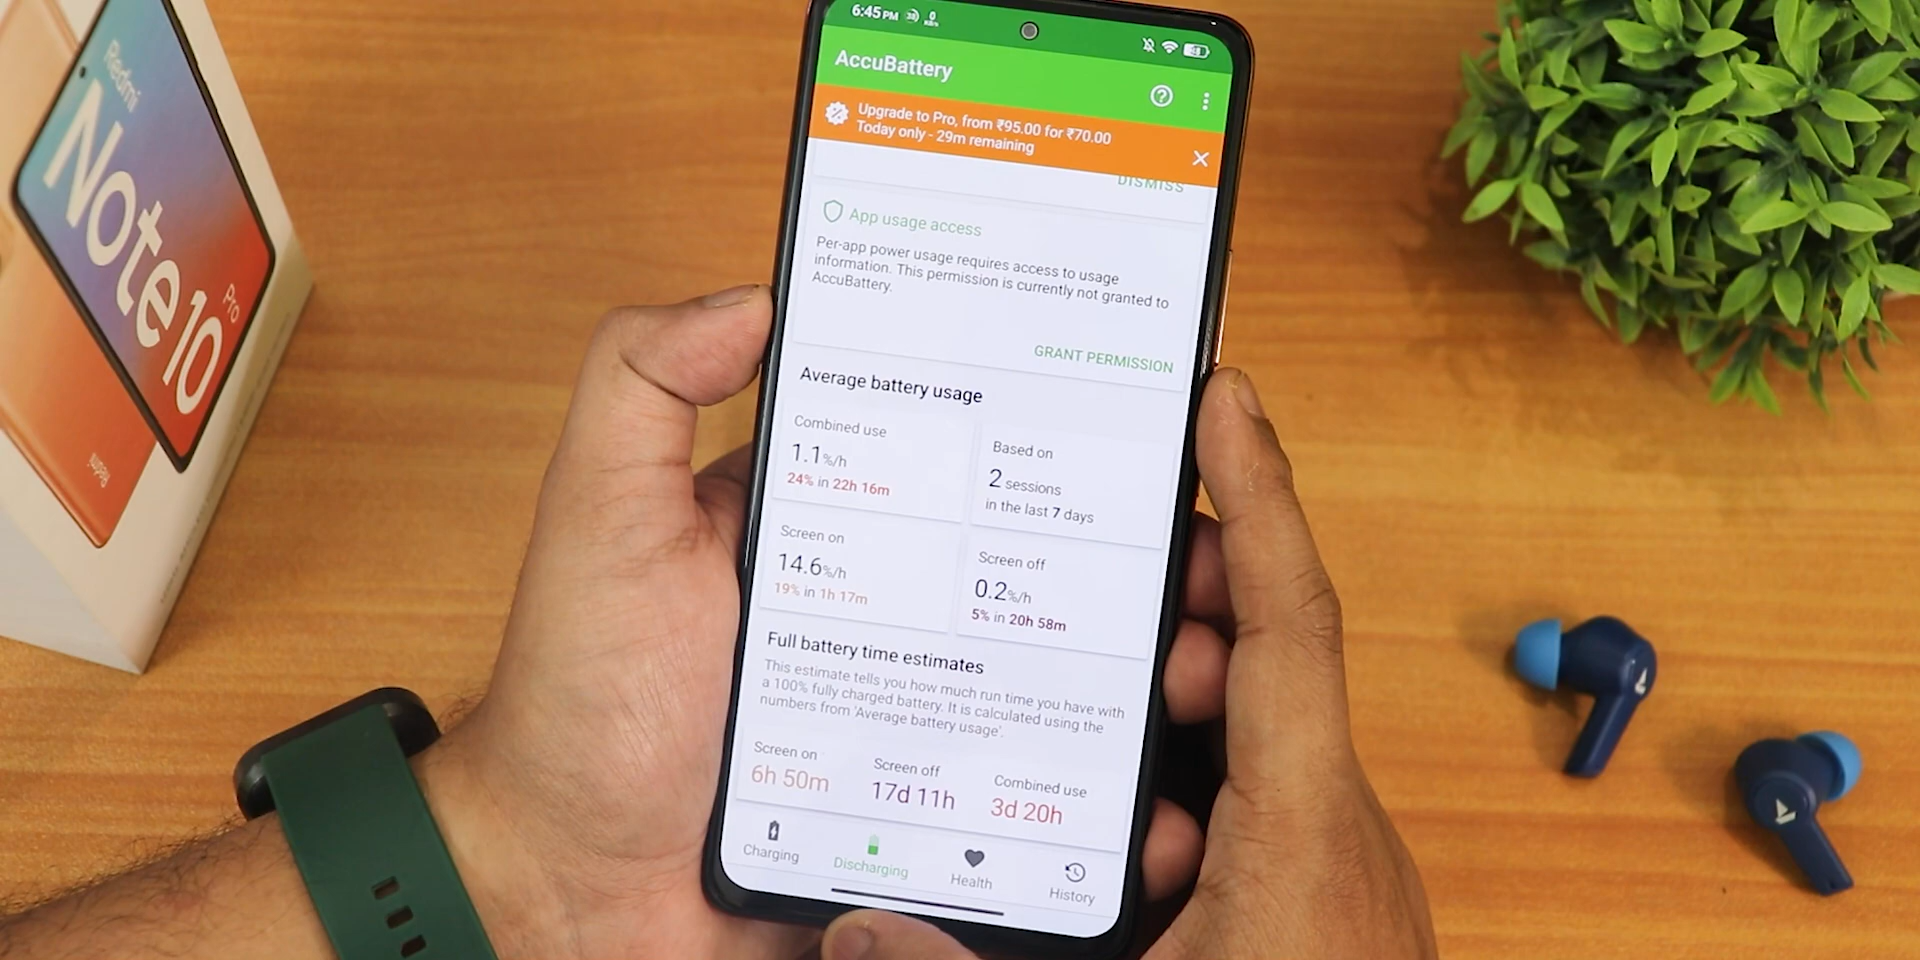 6:45 PM
0
KB/s
AccuBattery
Upgrade to Pro, from ₹95.00 for ₹70.00
Today only - 29m remaining
DISMISS
App usage access
Per-app power usage requires access to usage
information. This permission is currently not granted to
AccuBattery.
GRANT PERMISSION
Average battery usage
Combined use
1.1%/h
24% in 22h 16m
Based on
2 sessions
in the last 7 days
Screen on
14.6%/h
19% in 1h 17m
Screen off
0.2%/h
5% in 20h 58m
Full battery time estimates
This estimate tells you how much run time you have with
a 100% fully charged battery. It is calculated using the
numbers from 'Average battery usage'.
Screen on
6h 50m
Screen off
17d 11h
Combined use
3d 20h
Charging
Discharging
Health
History
Redmi
Note 10
Pro
Redmi